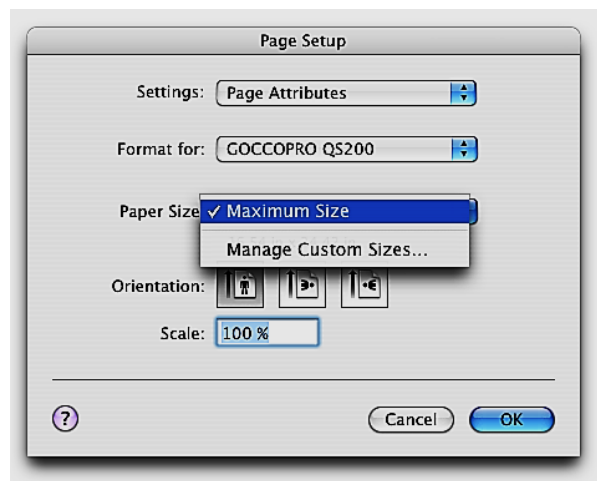 Page Setup
Settings: Page Attributes
Format for: GOCCOPRO QS200
Paper Size ✓ Maximum Size
Manage Custom Sizes...
Orientation:
Scale: 100 %
? Cancel OK